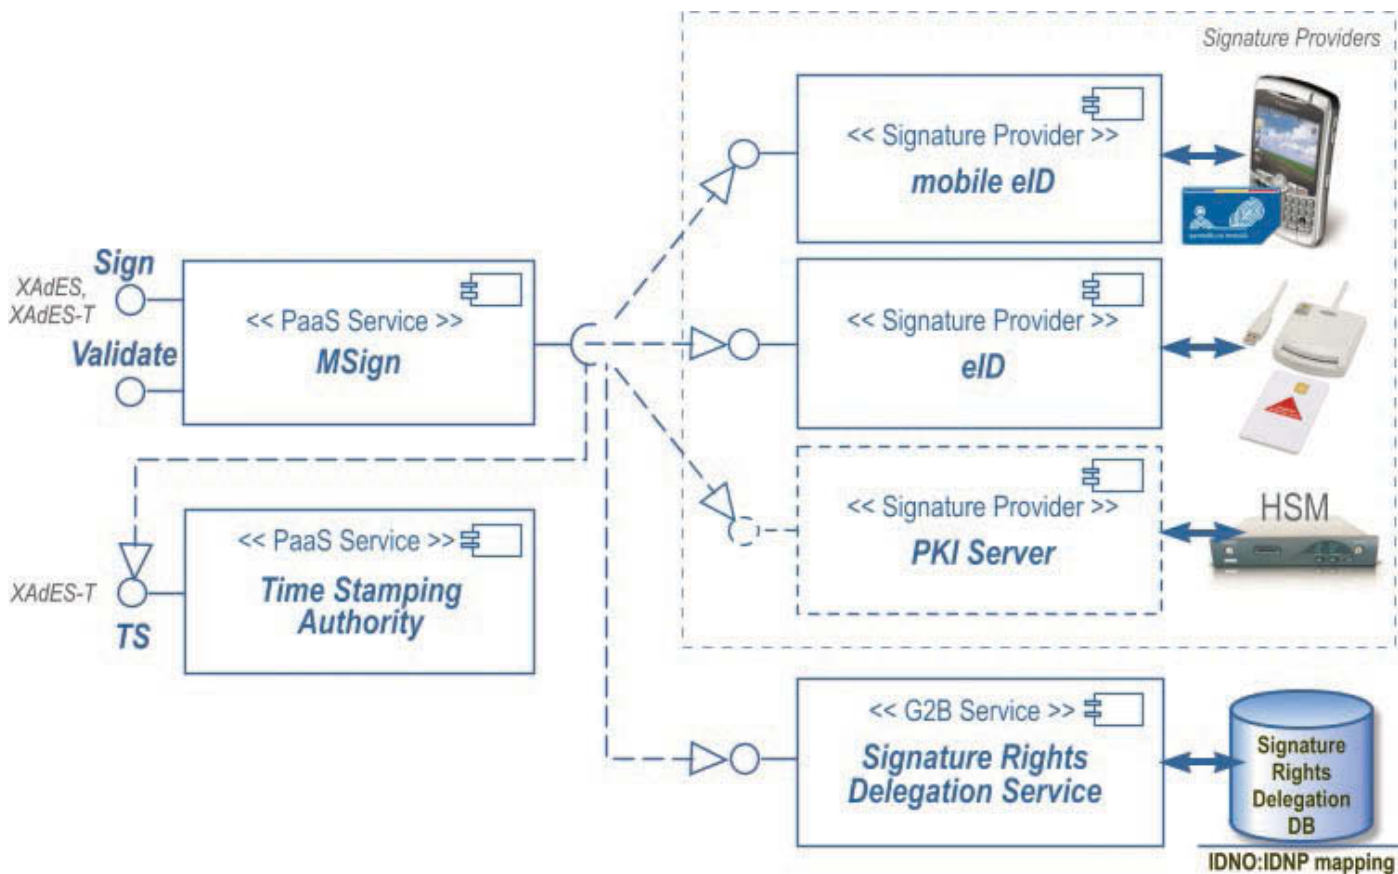 Signature Providers
<< Signature Provider >>
mobile eID
Sign
XAdES,
XAdES-T
Validate
<< PaaS Service >>
MSign
<< Signature Provider >>
eID
<< Signature Provider >>
PKI Server
HSM
<< PaaS Service >>
Time Stamping
Authority
XAdES-T
TS
<< G2B Service >>
Signature Rights
Delegation Service
Signature
Rights
Delegation
DB
IDNO:IDNP mapping